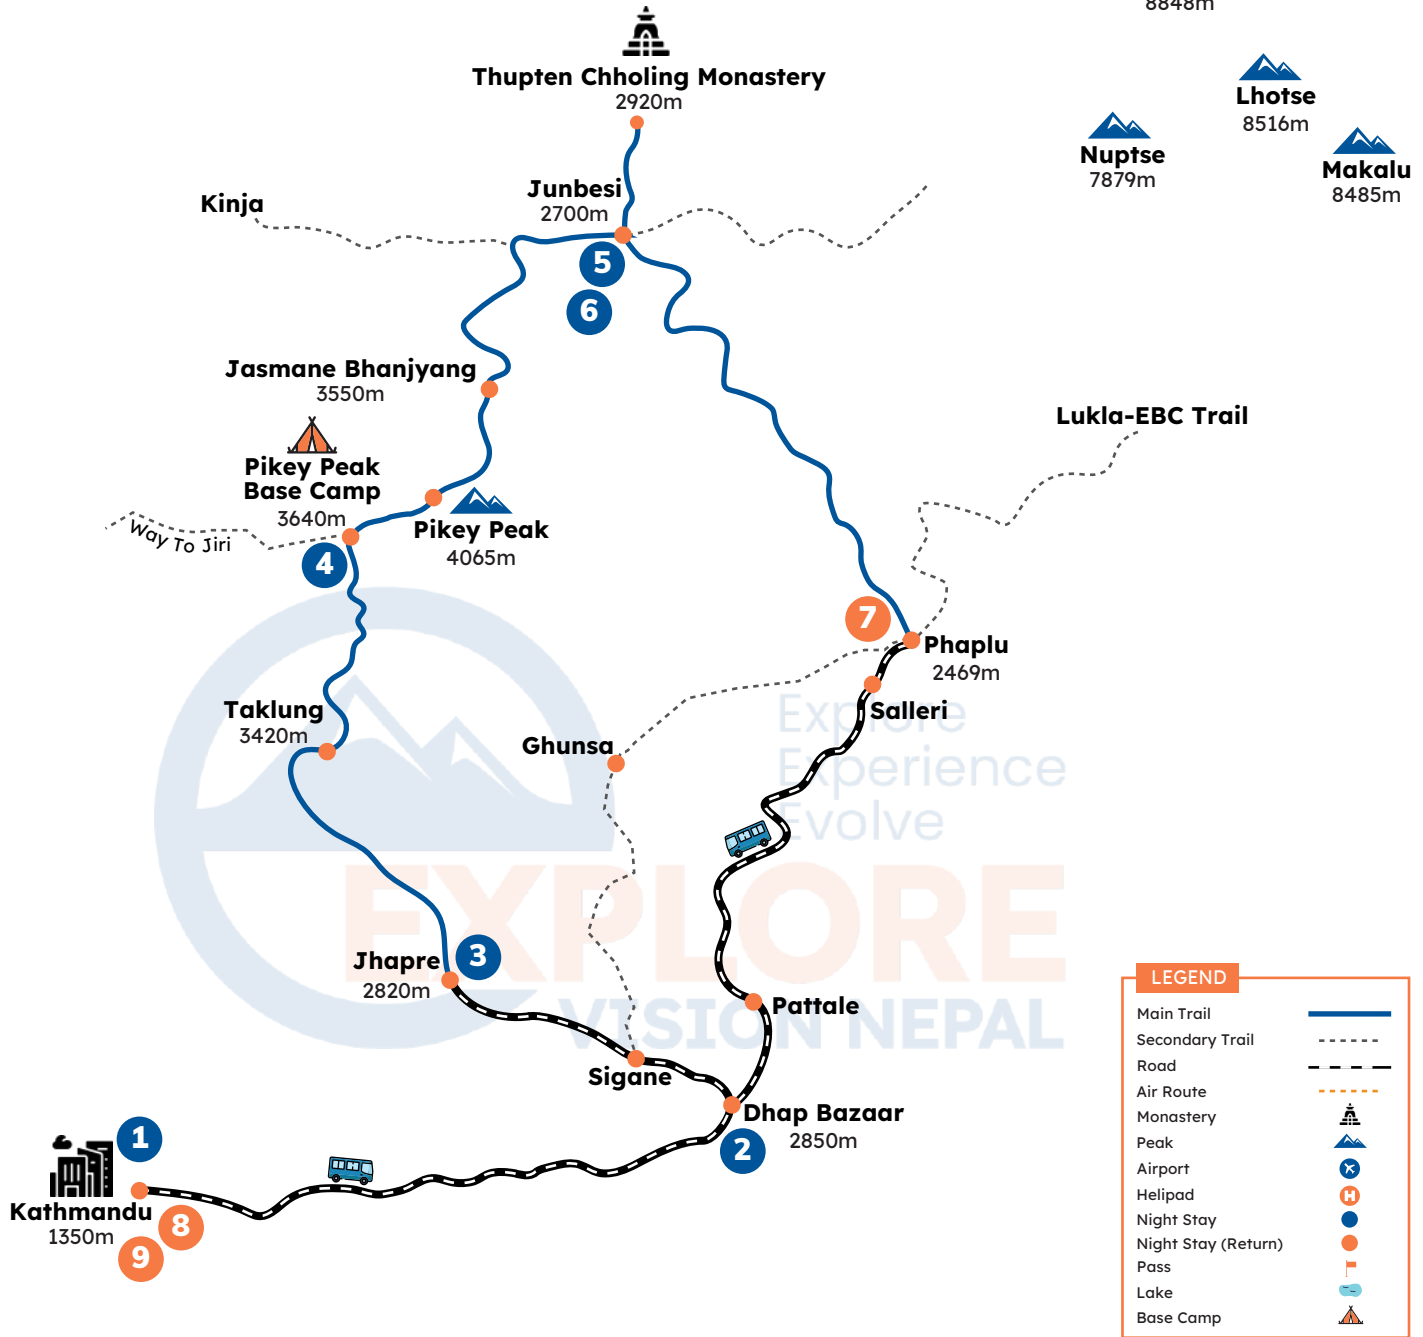 8848m
Thupten Chholing Monastery
2920m
Lhotse
8516m
Nuptse
7879m
Makalu
8485m
Junbesi
2700m
Kinja
5
6
Jasmane Bhanjyang
3550m
Lukla-EBC Trail
Pikey Peak
Base Camp
3640m
Way To Jiri
Pikey Peak
4065m
4
7
Phaplu
2469m
Salleri
Taklung
3420m
Ghunsa
Explore
Experience
Evolve
EXPLORE
VISION NEPAL
Jhapre
2820m
3
Pattale
Sigane
Dhap Bazaar
2850m
2
1
Kathmandu
1350m
8
9
LEGEND
Main Trail
Secondary Trail
Road
Air Route
Monastery
Peak
Airport
Helipad
H
Night Stay
Night Stay (Return)
Pass
Lake
Base Camp